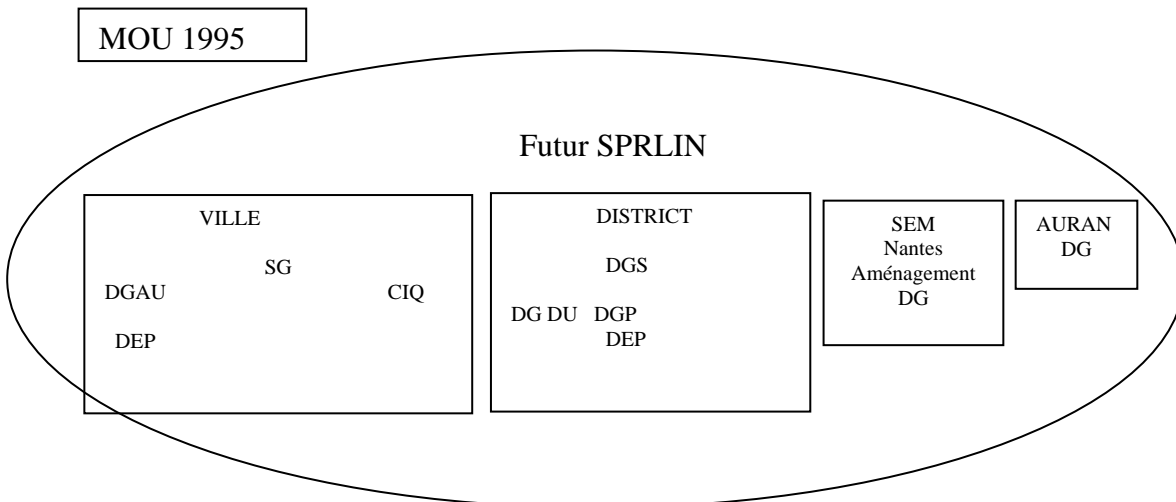 MOU 1995
Futur SPRLIN
VILLE
SG
DGAU CIQ
DEP
DISTRICT
DGS
DG DU DGP
DEP
SEM
Nantes
Aménagement
DG
AURAN
DG